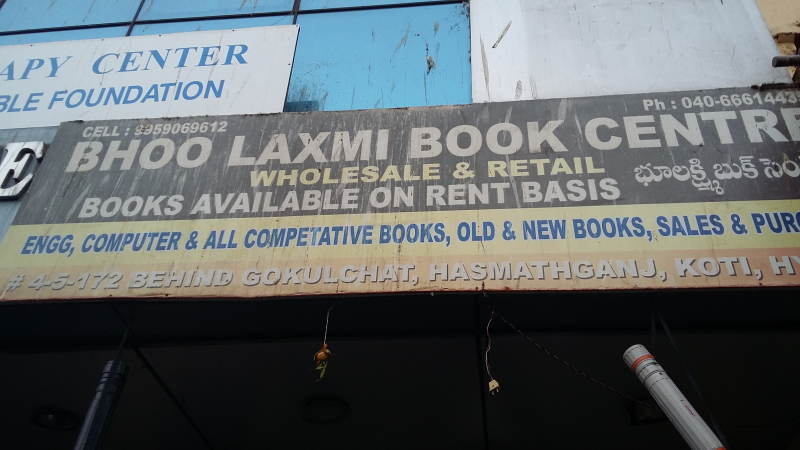 APY CENTER
BLE FOUNDATION
E
CELL : 9959069612
Ph : 040-6661443
BHOO LAXMI BOOK CENTRE
WHOLESALE & RETAIL
భూలక్ష్మి బుక్ సెం
BOOKS AVAILABLE ON RENT BASIS
ENGG, COMPUTER & ALL COMPETATIVE BOOKS, OLD & NEW BOOKS, SALES & PURC
# 4-5-172 BEHIND GOKULCHAT, HASMATHGANJ, KOTI, HY